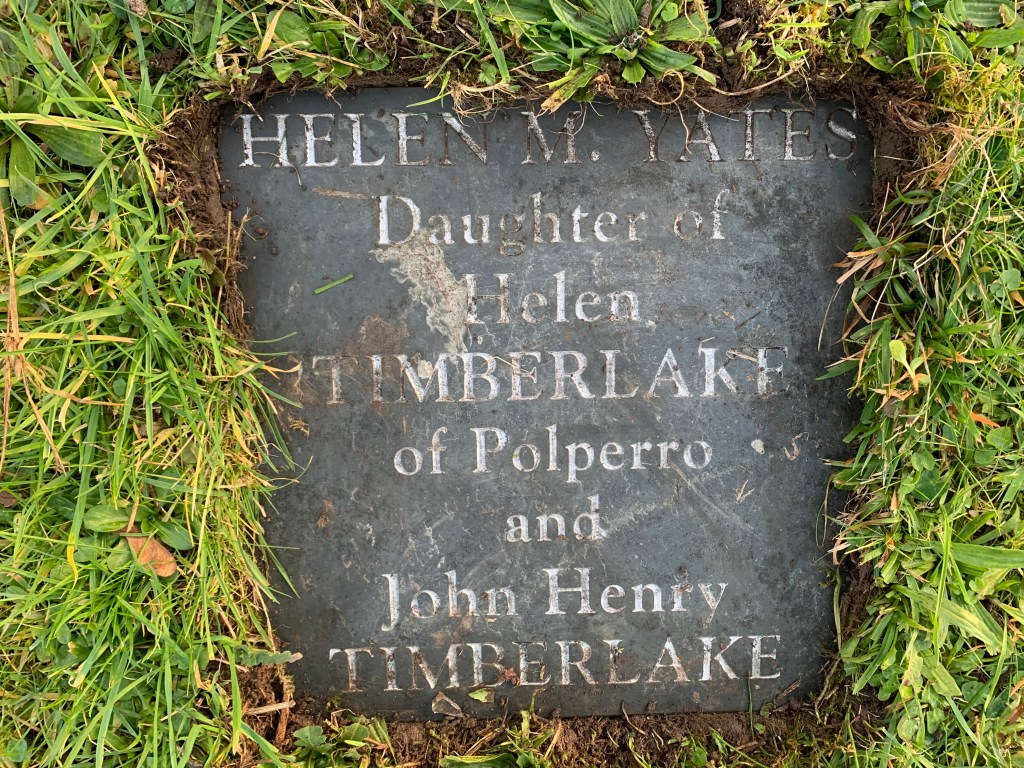 HELEN M. YATES
Daughter of
Helen
TIMBERLAKE
of Polperro
and
John Henry
TIMBERLAKE